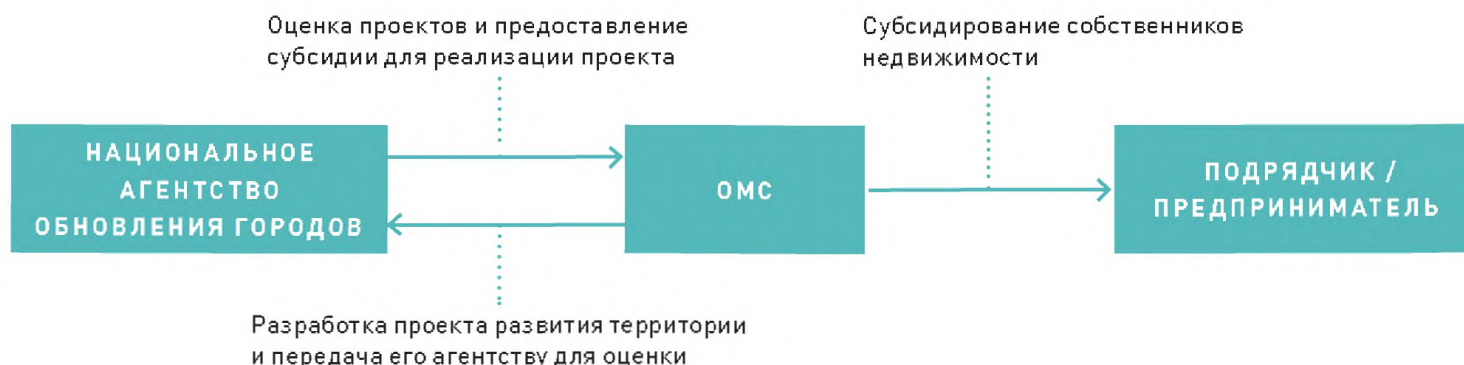 Оценка проектов и предоставление
субсидии для реализации проекта
Субсидирование собственников
недвижимости
НАЦИОНАЛЬНОЕ
АГЕНТСТВО
ОБНОВЛЕНИЯ ГОРОДОВ
ОМС
ПОДРЯДЧИК /
ПРЕДПРИНИМАТЕЛЬ
Разработка проекта развития территории
и передача его агентству для оценки